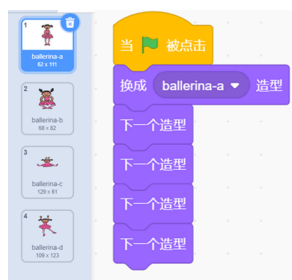 1
ballerina-a
62 x 111
2
ballerina-b
68 x 82
3
ballerina-c
129 x 61
4
ballerina-d
109 x 123
当 被点击
换成 ballerina-a 造型
下一个造型
下一个造型
下一个造型
下一个造型